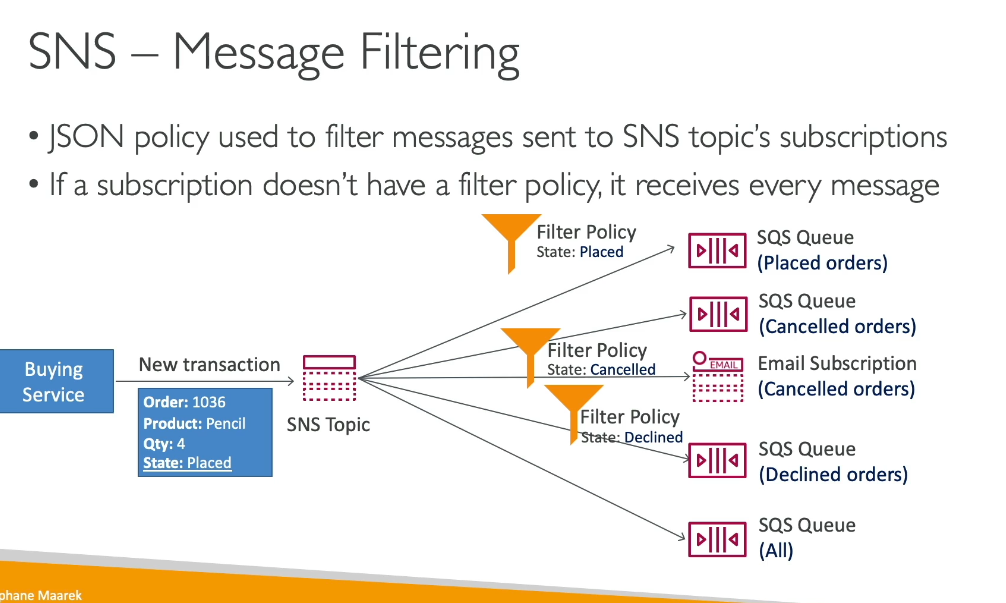 SNS – Message Filtering
• JSON policy used to filter messages sent to SNS topic's subscriptions
• If a subscription doesn't have a filter policy, it receives every message
Filter Policy
State: Placed
SQS Queue
(Placed orders)
SQS Queue
(Cancelled orders)
Filter Policy
State: Cancelled
EMAIL
Email Subscription
(Cancelled orders)
Buying
Service
New transaction
Order: 1036
Product: Pencil
Qty: 4
State: Placed
SNS Topic
Filter Policy
State: Declined
SQS Queue
(Declined orders)
SQS Queue
(All)
phane Maarek